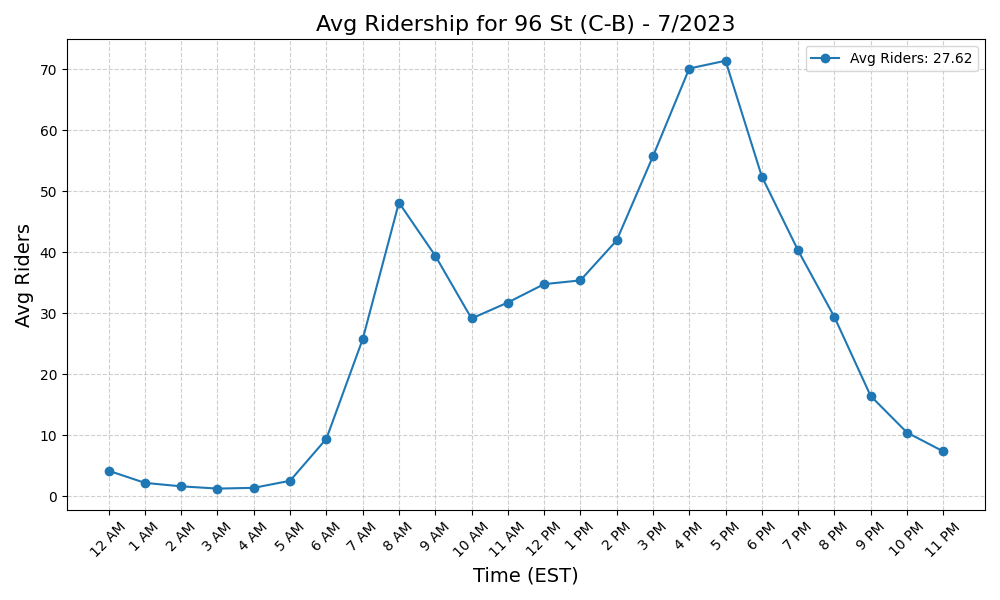 Avg Ridership for 96 St (C-B) - 7/2023
Avg Riders: 27.62
Avg Riders
70
60
50
40
30
20
10
0
12 AM
1 AM
2 AM
3 AM
4 AM
5 AM
6 AM
7 AM
8 AM
9 AM
10 AM
11 AM
12 PM
1 PM
2 PM
3 PM
4 PM
5 PM
6 PM
7 PM
8 PM
9 PM
10 PM
11 PM
Time (EST)